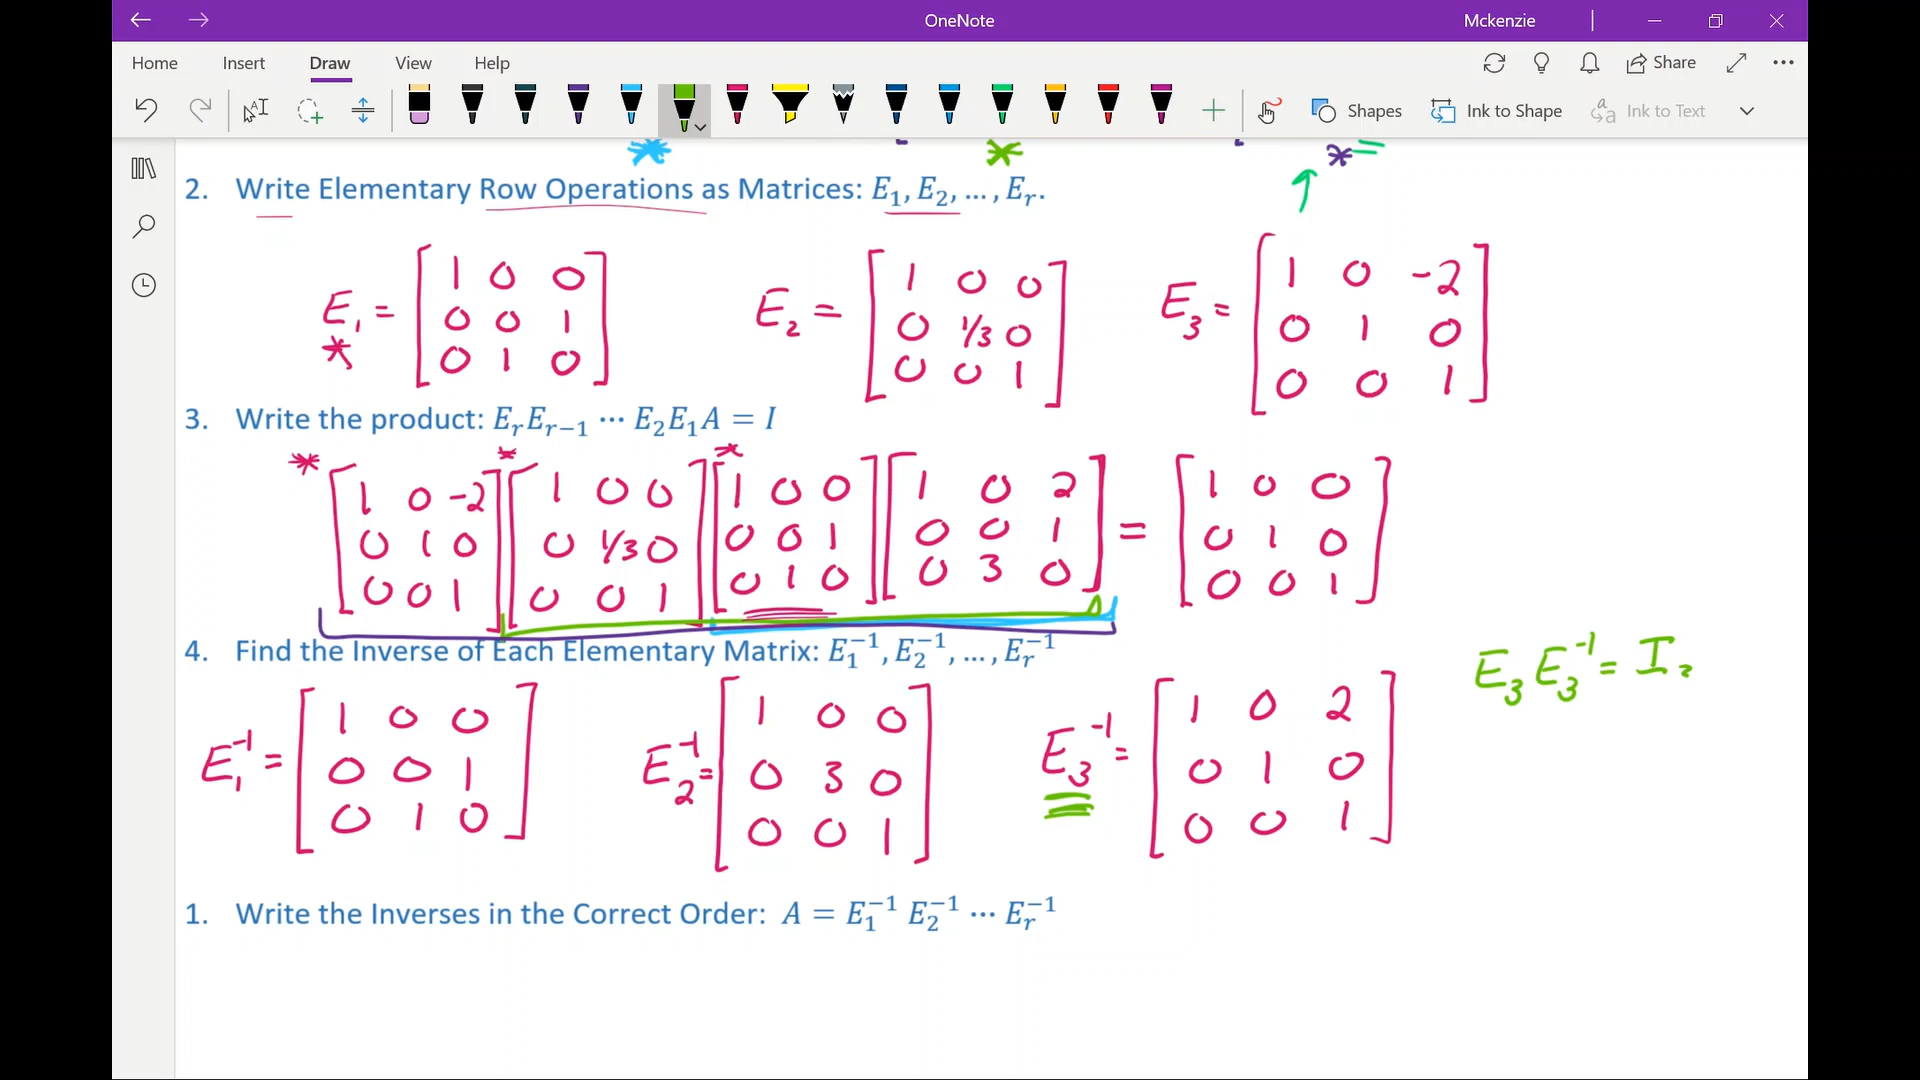 OneNote
Mckenzie
Home Insert Draw View Help
Share
Shapes Ink to Shape Ink to Text
2. Write Elementary Row Operations as Matrices: E₁, E₂, … , Eᵣ.
E₁ = [1 0 0; 0 0 1; 0 1 0] E₂ = [1 0 0; 0 1/3 0; 0 0 1] E₃ = [1 0 -2; 0 1 0; 0 0 1]
*
3. Write the product: EᵣEᵣ₋₁ ⋯ E₂E₁A = I
* * *
[1 0 -2; 0 1 0; 0 0 1] [1 0 0; 0 1/3 0; 0 0 1] [1 0 0; 0 0 1; 0 1 0] [1 0 2; 0 0 1; 0 3 0] = [1 0 0; 0 1 0; 0 0 1]
4. Find the Inverse of Each Elementary Matrix: E₁⁻¹, E₂⁻¹, … , Eᵣ⁻¹
E₃ E₃⁻¹ = I
E₁⁻¹ = [1 0 0; 0 0 1; 0 1 0] E₂⁻¹ = [1 0 0; 0 3 0; 0 0 1] E₃⁻¹ = [1 0 2; 0 1 0; 0 0 1]
1. Write the Inverses in the Correct Order: A = E₁⁻¹ E₂⁻¹ ⋯ Eᵣ⁻¹